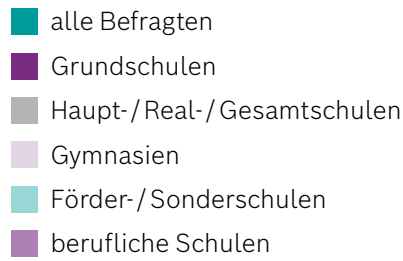 alle Befragten
Grundschulen
Haupt-/Real-/Gesamtschulen
Gymnasien
Förder-/Sonderschulen
berufliche Schulen